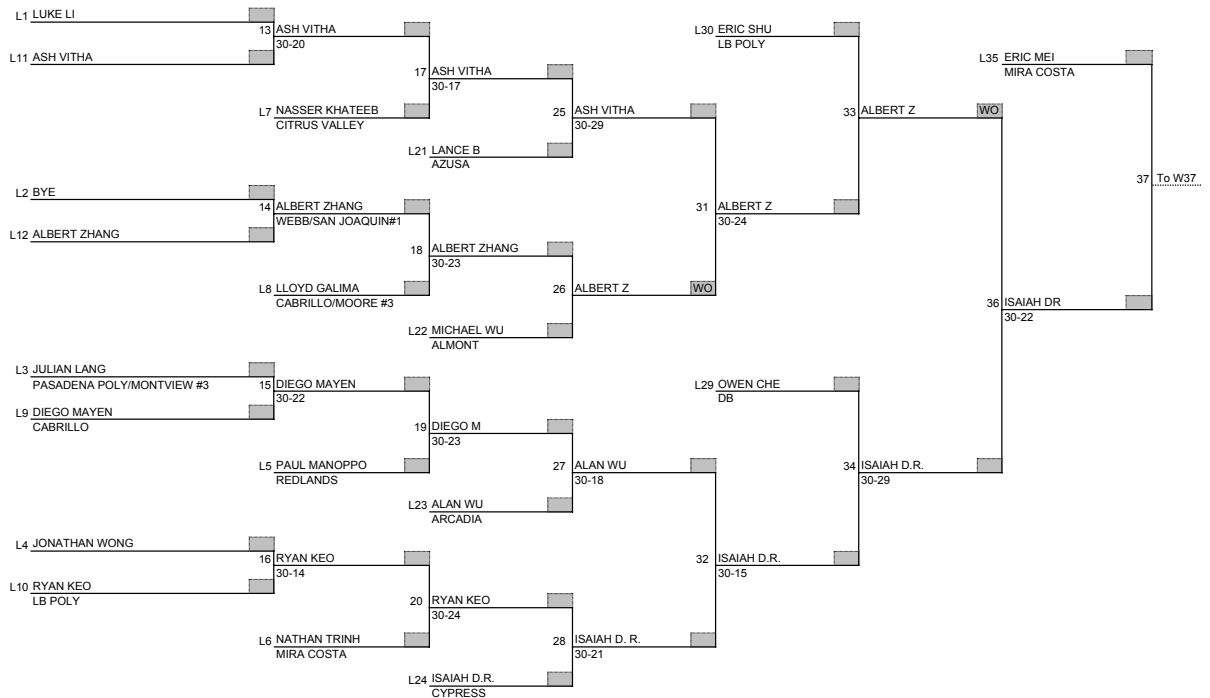 L1 LUKE LI
13 ASH VITHA
30-20
L11 ASH VITHA
17 ASH VITHA
30-17
L7 NASSER KHATEEB
CITRUS VALLEY
25 ASH VITHA
30-29
L21 LANCE B
AZUSA
L2 BYE
14 ALBERT ZHANG
WEBB/SAN JOAQUIN#1
L12 ALBERT ZHANG
18 ALBERT ZHANG
30-23
L8 LLOYD GALIMA
CABRILLO/MOORE #3
26 ALBERT Z WO
L22 MICHAEL WU
ALMONT
31 ALBERT Z
30-24
L30 ERIC SHU
LB POLY
33 ALBERT Z WO
L3 JULIAN LANG
PASADENA POLY/MONTVIEW #3
15 DIEGO MAYEN
30-22
L9 DIEGO MAYEN
CABRILLO
19 DIEGO M
30-23
L5 PAUL MANOPPO
REDLANDS
27 ALAN WU
30-18
L23 ALAN WU
ARCADIA
L4 JONATHAN WONG
16 RYAN KEO
30-14
L10 RYAN KEO
LB POLY
20 RYAN KEO
30-24
L6 NATHAN TRINH
MIRA COSTA
28 ISAIAH D. R.
30-21
L24 ISAIAH D.R.
CYPRESS
32 ISAIAH D.R.
30-15
L29 OWEN CHE
DB
34 ISAIAH D.R.
30-29
36 ISAIAH DR
30-22
L35 ERIC MEI
MIRA COSTA
37 To W37